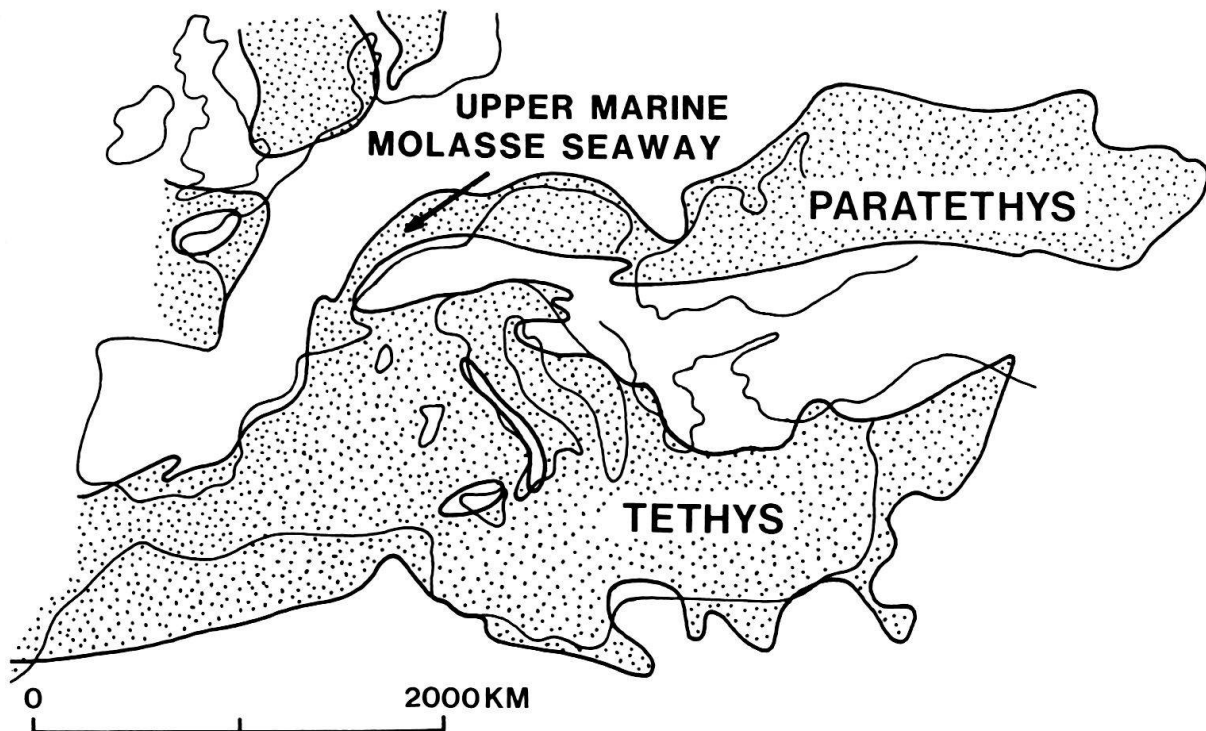 UPPER MARINE
MOLASSE SEAWAY
PARATETHYS
TETHYS
0 2000 KM